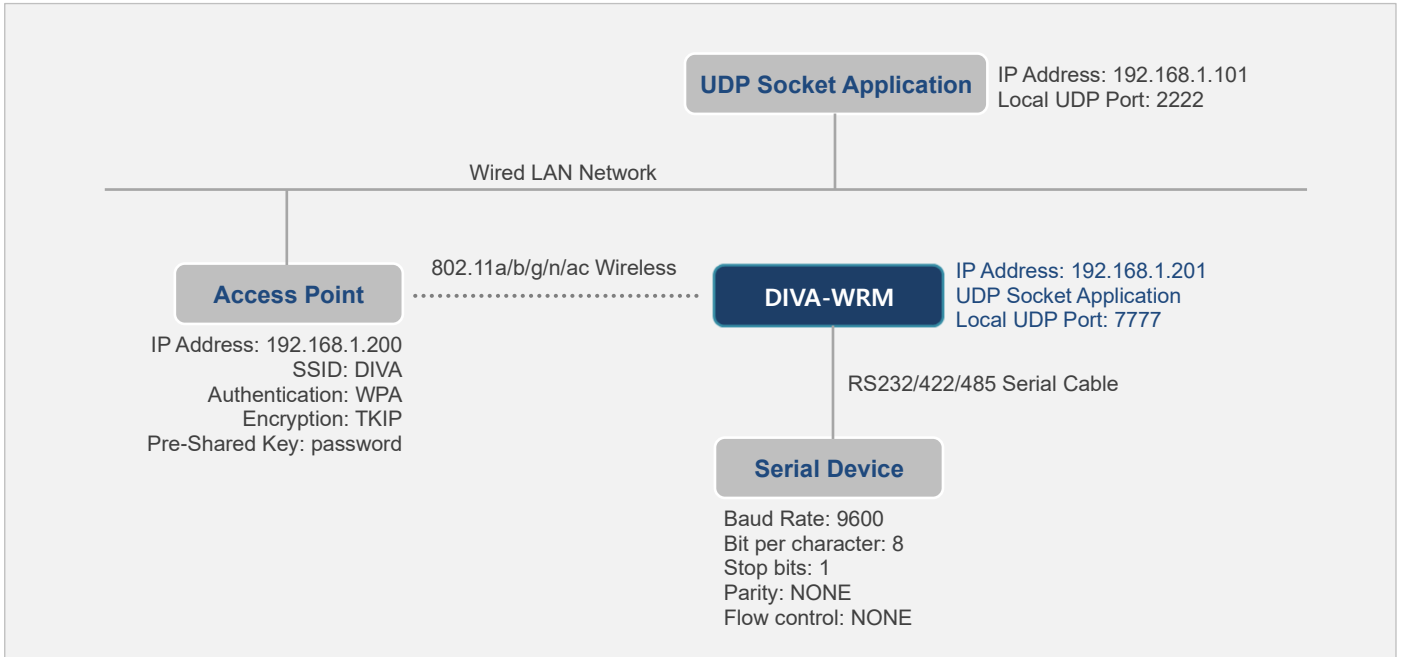 UDP Socket Application
IP Address: 192.168.1.101
Local UDP Port: 2222
Wired LAN Network
Access Point
802.11a/b/g/n/ac Wireless
DIVA-WRM
IP Address: 192.168.1.201
UDP Socket Application
Local UDP Port: 7777
IP Address: 192.168.1.200
SSID: DIVA
Authentication: WPA
Encryption: TKIP
Pre-Shared Key: password
RS232/422/485 Serial Cable
Serial Device
Baud Rate: 9600
Bit per character: 8
Stop bits: 1
Parity: NONE
Flow control: NONE